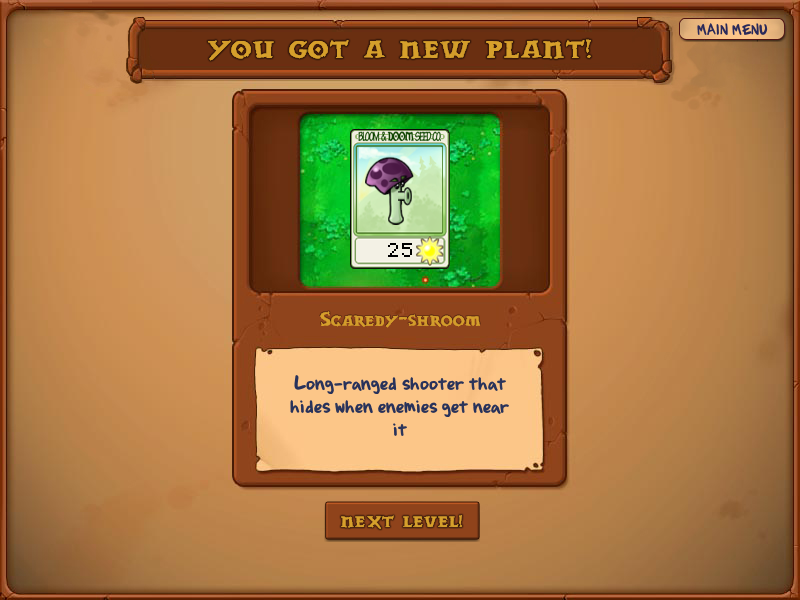 MAIN MENU
YOU GOT A NEW PLANT!
BLOOM & DOOM SEED CO.
25
Scaredy-shroom
Long-ranged shooter that
hides when enemies get near
it
NEXT LEVEL!